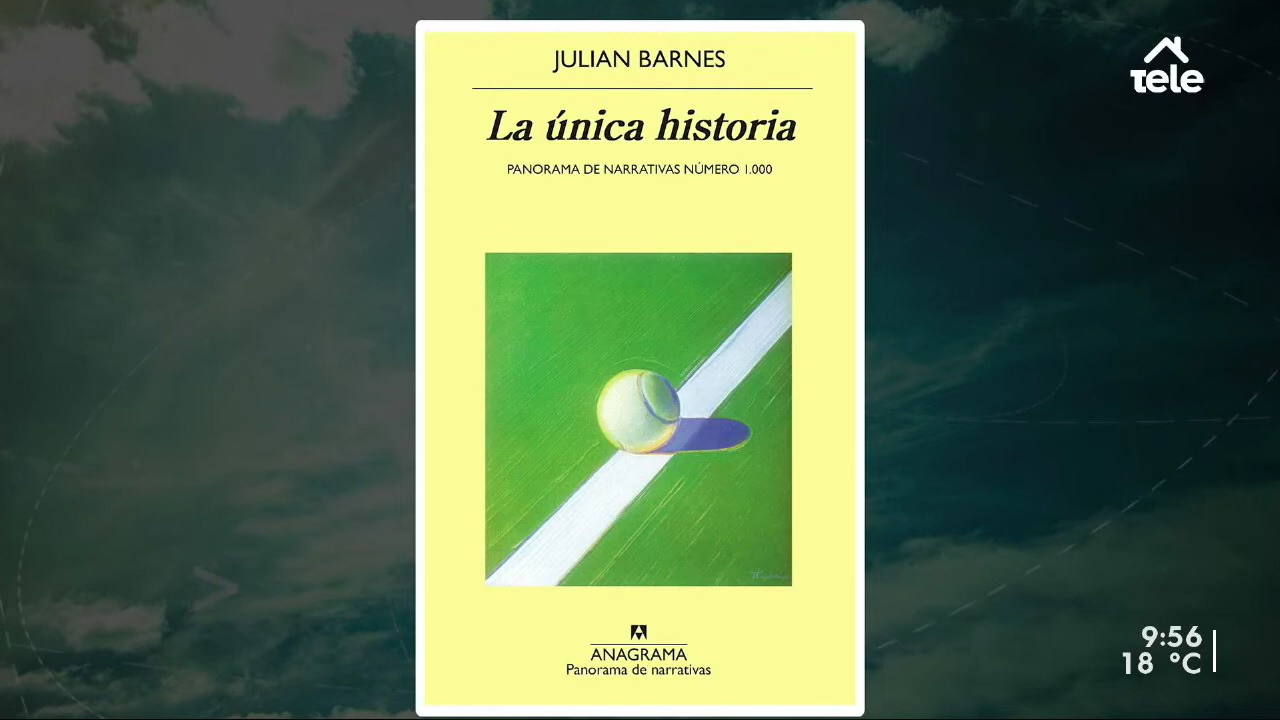 JULIAN BARNES
La única historia
PANORAMA DE NARRATIVAS NÚMERO 1.000
ANAGRAMA
Panorama de narrativas
tele
9:56
18 °C